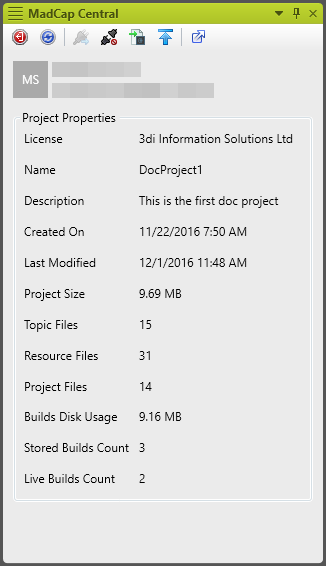 MadCap Central
MS
Project Properties
License 3di Information Solutions Ltd
Name DocProject1
Description This is the first doc project
Created On 11/22/2016 7:50 AM
Last Modified 12/1/2016 11:48 AM
Project Size 9.69 MB
Topic Files 15
Resource Files 31
Project Files 14
Builds Disk Usage 9.16 MB
Stored Builds Count 3
Live Builds Count 2